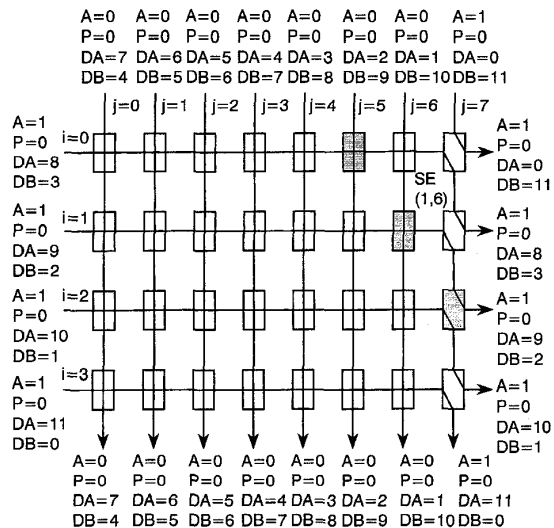 A=0 A=0 A=0 A=0 A=0 A=0 A=0 A=1
P=0 P=0 P=0 P=0 P=0 P=0 P=0 P=0
DA=7 DA=6 DA=5 DA=4 DA=3 DA=2 DA=1 DA=0
DB=4 DB=5 DB=6 DB=7 DB=8 DB=9 DB=10 DB=11
j=0 j=1 j=2 j=3 j=4 j=5 j=6 j=7
A=1
P=0
DA=8
DB=3
i=0
A=1
P=0
DA=0
DB=11
SE
(1,6)
A=1
P=0
DA=9
DB=2
i=1
A=1
P=0
DA=8
DB=3
A=1
P=0
DA=10
DB=1
i=2
A=1
P=0
DA=9
DB=2
A=1
P=0
DA=11
DB=0
i=3
A=1
P=0
DA=10
DB=1
A=0 A=0 A=0 A=0 A=0 A=0 A=0 A=1
P=0 P=0 P=0 P=0 P=0 P=0 P=0 P=0
DA=7 DA=6 DA=5 DA=4 DA=3 DA=2 DA=1 DA=11
DB=4 DB=5 DB=6 DB=7 DB=8 DB=9 DB=10 DB=0